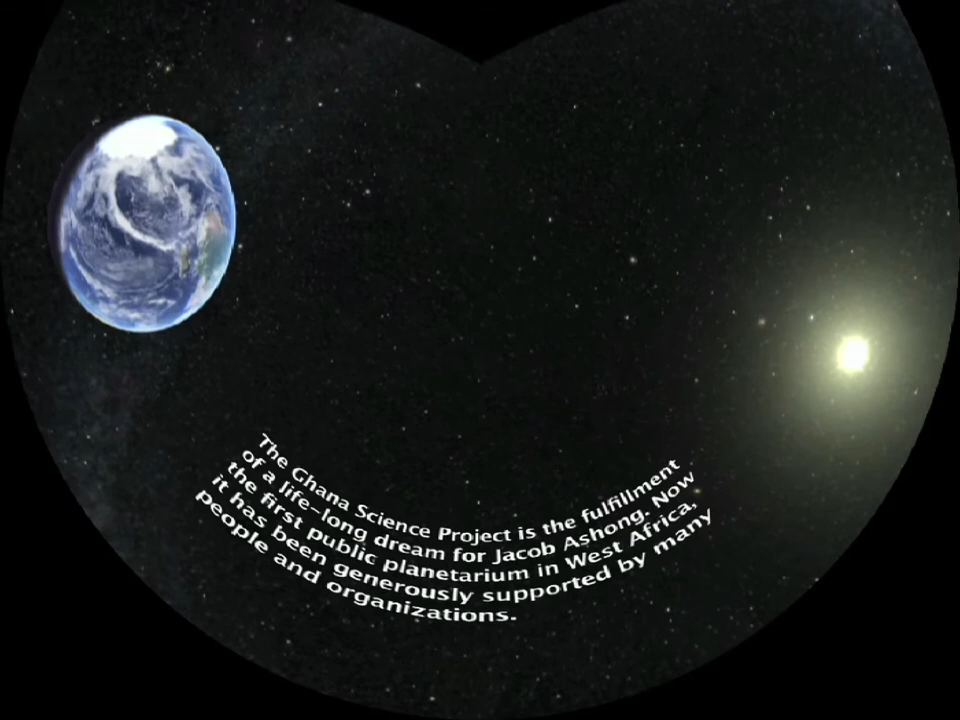 The Ghana Science Project is the fulfillment
of a life-long dream for Jacob Ashong. Now
the first public planetarium in West Africa,
it has been generously supported by many
people and organizations.